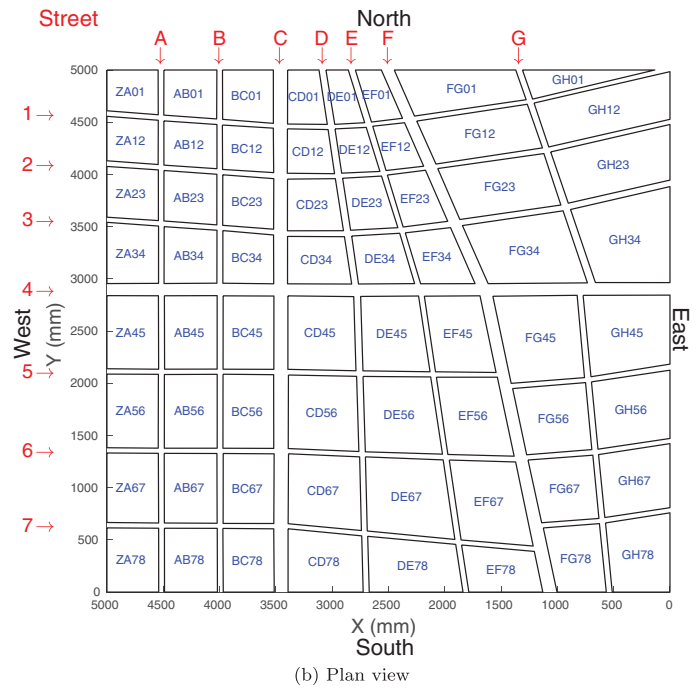 Street North
A B C D E F G
5000
ZA01 AB01 BC01 CD01 DE01 EF01 FG01 GH01
1→
4500
GH12
FG12
ZA12 AB12 BC12 CD12 DE12 EF12
2→
4000
GH23
FG23
ZA23 AB23 BC23 CD23 DE23 EF23
3→
3500
GH34
FG34
ZA34 AB34 BC34 CD34 DE34 EF34
3000
4→
West
Y (mm)
East
2500
ZA45 AB45 BC45 CD45 DE45 EF45 FG45 GH45
5→
2000
ZA56 AB56 BC56 CD56 DE56 EF56 FG56 GH56
1500
6→
1000
ZA67 AB67 BC67 CD67 DE67 EF67 FG67 GH67
7→
500
ZA78 AB78 BC78 CD78 DE78 EF78 FG78 GH78
0
5000 4500 4000 3500 3000 2500 2000 1500 1000 500 0
X (mm)
South
(b) Plan view